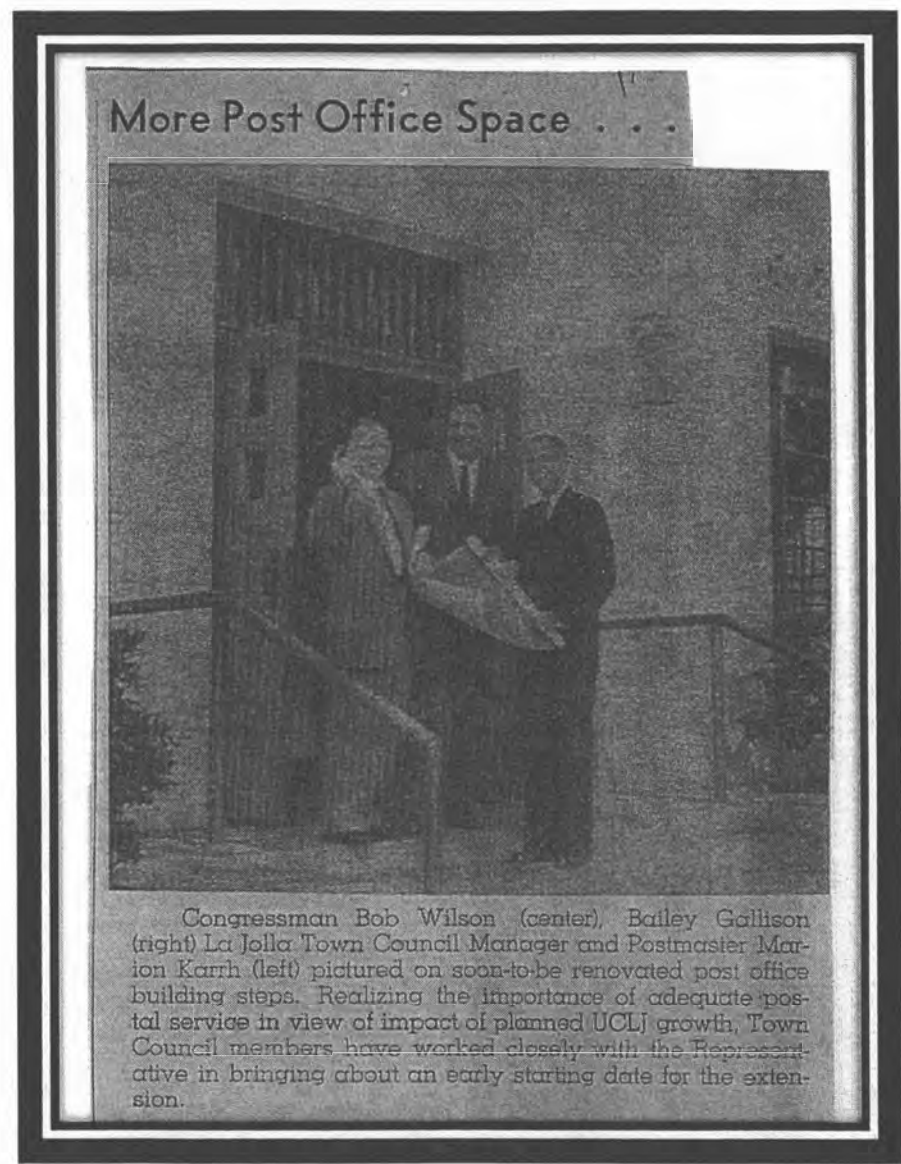 More Post Office Space . . .
Congressman Bob Wilson (center), Bailey Gallison
(right) La Jolla Town Council Manager and Postmaster Mar-
ion Karrh (left) pictured on soon-to-be renovated post office
building steps. Realizing the importance of adequate pos-
tal service in view of impact of planned UCLJ growth, Town
Council members have worked closely with the Represent-
ative in bringing about an early starting date for the exten-
sion.